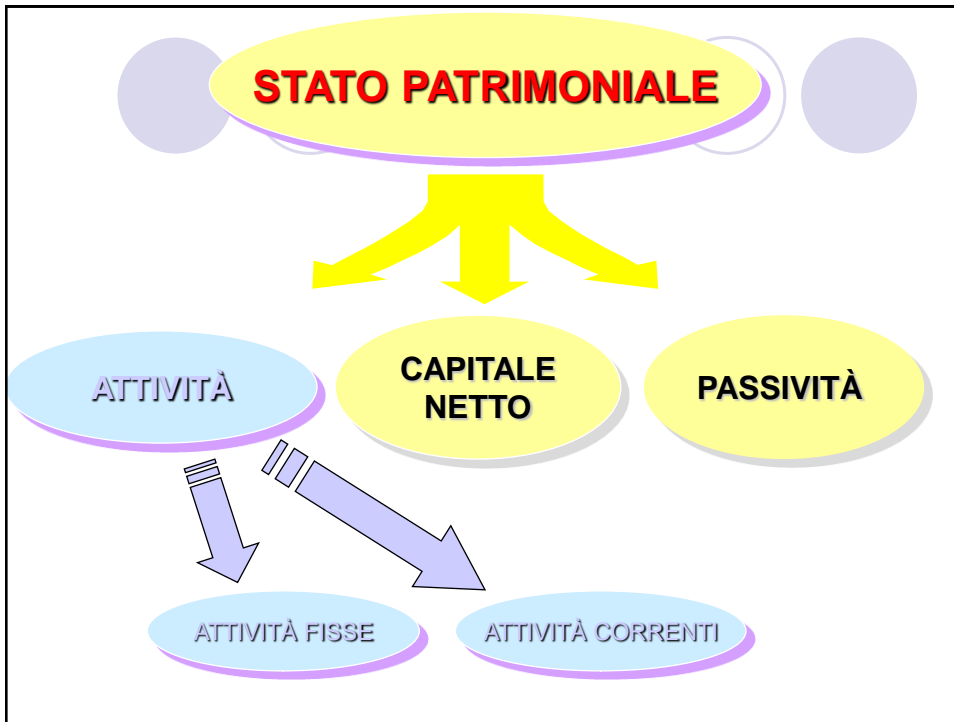 STATO PATRIMONIALE
ATTIVITÀ
CAPITALE
NETTO
PASSIVITÀ
ATTIVITÀ FISSE
ATTIVITÀ CORRENTI